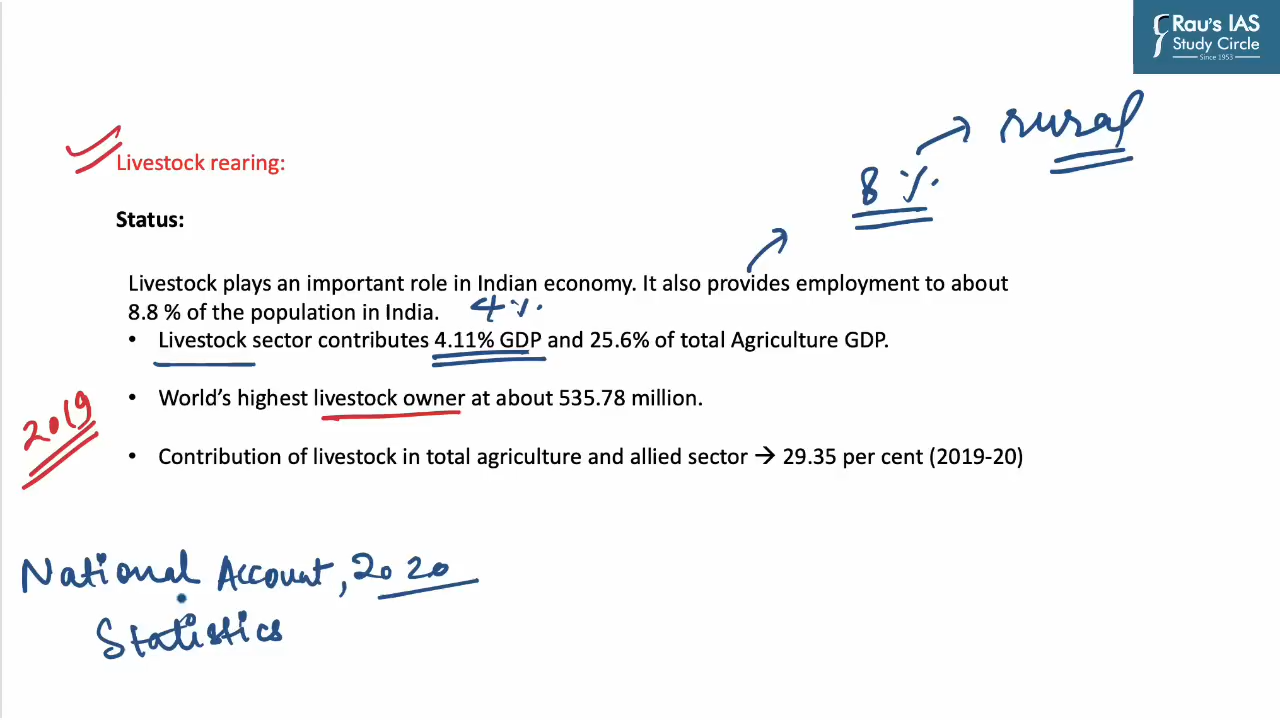 Rau's IAS
Study Circle
Since 1953
rural
8 %
Livestock rearing:
Status:
Livestock plays an important role in Indian economy. It also provides employment to about
8.8 % of the population in India.
4 %.
• Livestock sector contributes 4.11% GDP and 25.6% of total Agriculture GDP.
2019
• World's highest livestock owner at about 535.78 million.
• Contribution of livestock in total agriculture and allied sector → 29.35 per cent (2019-20)
National Account, 2020
Statistics